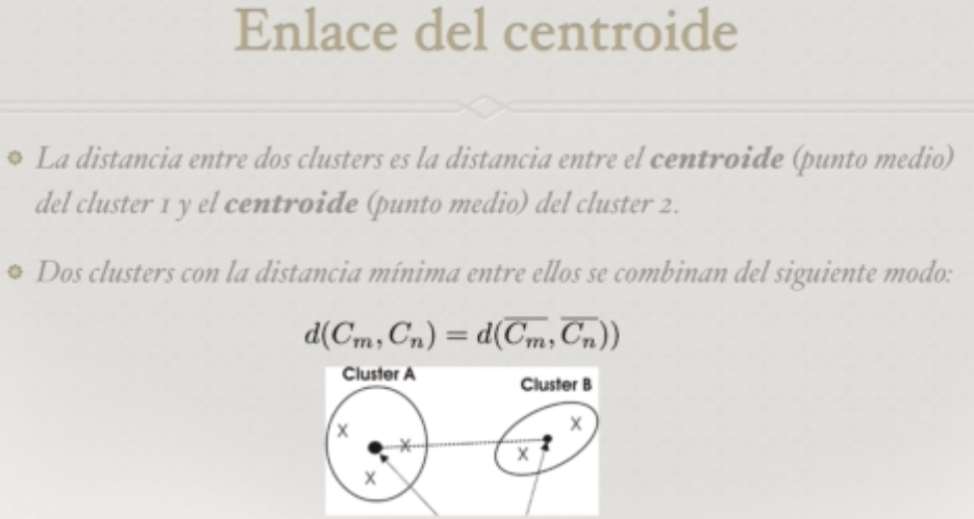 Enlace del centroide
La distancia entre dos clusters es la distancia entre el centroide (punto medio)
del cluster 1 y el centroide (punto medio) del cluster 2.
Dos clusters con la distancia mínima entre ellos se combinan del siguiente modo:
d(C_m, C_n) = d(\overline{C_m}, \overline{C_n}))
Cluster A
Cluster B
X
X
X
X
X